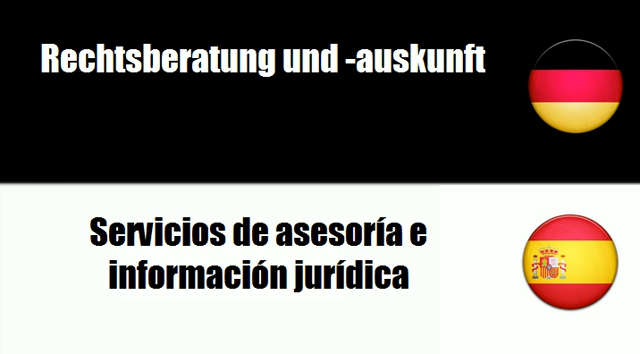 Rechtsberatung und -auskunft
Servicios de asesoría e
información jurídica